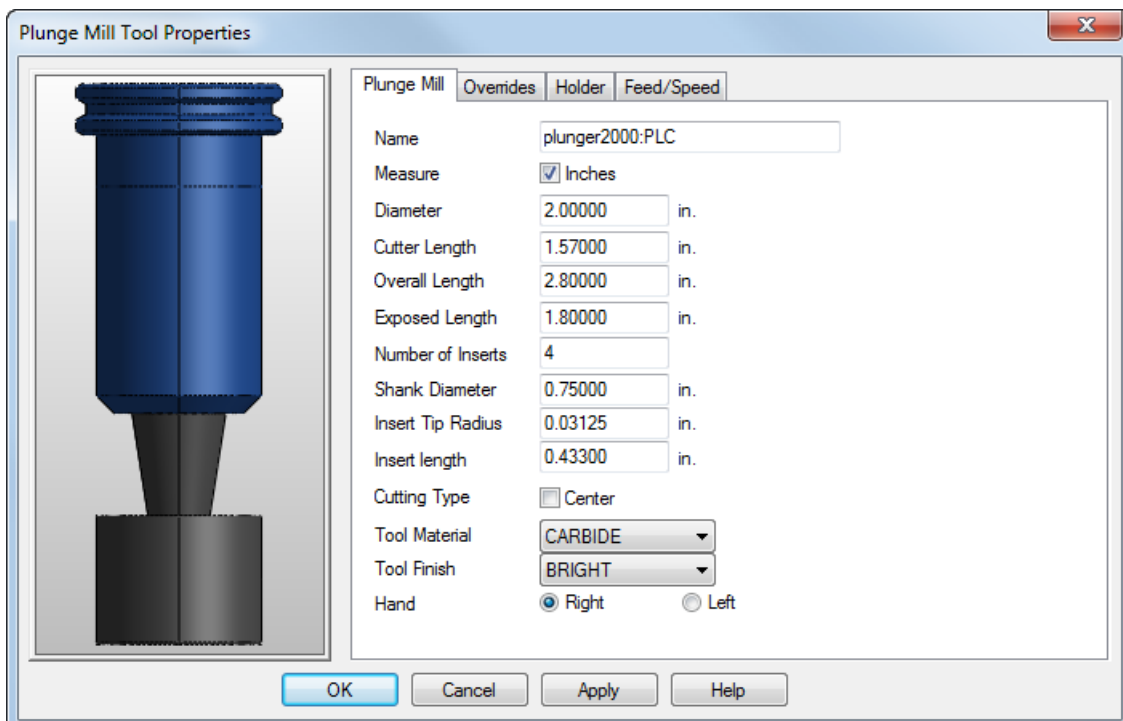 Plunge Mill Tool Properties
X
Plunge Mill Overrides Holder Feed/Speed
Name plunger2000:PLC
Measure Inches
Diameter 2.00000 in.
Cutter Length 1.57000 in.
Overall Length 2.80000 in.
Exposed Length 1.80000 in.
Number of Inserts 4
Shank Diameter 0.75000 in.
Insert Tip Radius 0.03125 in.
Insert length 0.43300 in.
Cutting Type Center
Tool Material CARBIDE
Tool Finish BRIGHT
Hand Right Left
OK Cancel Apply Help